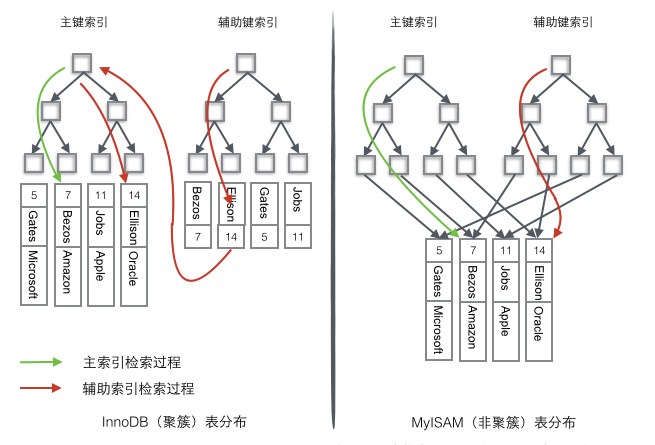 主键索引
辅助键索引
5
7
11
14
Gates
Bezos
Jobs
Ellison
Microsoft
Amazon
Apple
Oracle
Bezos
Ellison
Gates
Jobs
7
14
5
11
主索引检索过程
辅助索引检索过程
InnoDB（聚簇）表分布
主键索引
辅助键索引
5
7
11
14
Gates
Bezos
Jobs
Ellison
Microsoft
Amazon
Apple
Oracle
MyISAM（非聚簇）表分布